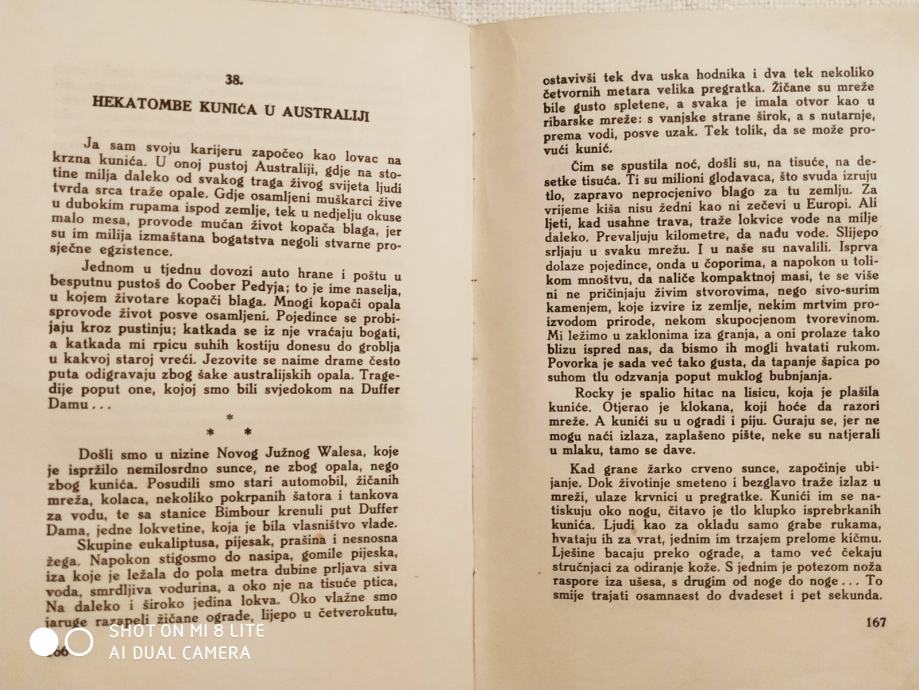 38.
HEKATOMBE KUNIĆA U AUSTRALIJI
Ja sam svoju karijeru započeo kao lovac na
krzna kunića. U onoj pustoj Australiji, gdje na sto-
tine milja daleko od svakog traga živog svijeta ljudi
tvrda srca traže opale. Gdje osamljeni muškarci žive
u dubokim rupama ispod zemlje, tek u nedjelju okuse
malo mesa, provode mučan život kopača blaga, jer
su im milija izmaštana bogatstva negoli stvarne pro-
sječne egzistence.
Jednom u tjednu dovozi auto hrane i poštu u
besputnu pustoš do Coober Pedyja; to je ime naselja,
u kojem životare kopači blaga. Mnogi kopači opala
sprovode život posve osamljeni. Pojedince se probi-
jaju kroz pustinju; katkada se iz nje vraćaju bogati,
a katkada mi rpicu suhih kostiju donesu do groblja
u kakvoj staroj vreći. Jezovite se naime drame često
puta odigravaju zbog šake australijskih opala. Trage-
dije poput one, kojoj smo bili svjedokom na Duffer
Damu . . .
*
* *
Došli smo u nizine Novog Južnog Walesa, koje
je ispržilo nemilosrdno sunce, ne zbog opala, nego
zbog kunića. Posudili smo stari automobil, žičanih
mreža, kolaca, nekoliko pokrpanih šatora i tankova
za vodu, te sa stanice Bimbour krenuli put Duffer
Dama, jedne lokvetine, koja je bila vlasništvo vlade.
Skupine eukaliptusa, pijesak, prašina i nesnosna
žega. Napokon stigosmo do nasipa, gomile pijeska,
iza koje je ležala do pola metra dubine prljava siva
voda, smrdljiva vodurina, a oko nje na tisuće ptica,
Na daleko i široko jedina lokva. Oko vlažne smo
jaruge razapeli žičane ograde, lijepo u četverokutu,
166
ostavivši tek dva uska hodnika i dva tek nekoliko
četvornih metara velika pregratka. Žičane su mreže
bile gusto spletene, a svaka je imala otvor kao u
ribarske mreže: s vanjske strane širok, a s nutarnje,
prema vodi, posve uzak. Tek tolik, da se može pro-
vući kunić.
Čim se spustila noć, došli su, na tisuće, na de-
setke tisuća. Ti su milioni glodavaca, što svuda izruju
tlo, zapravo neprocjenivo blago za tu zemlju. Za
vrijeme kiša nisu žedni kao ni zečevi u Europi. Ali
ljeti, kad usahne trava, traže lokvice vode na milje
daleko. Prevaljuju kilometre, da nađu vode. Slijepo
srljaju u svaku mrežu. I u naše su navalili. Isprva
dolaze pojedince, onda u čoporima, a napokon u toli-
kom mnoštvu, da naliče kompaktnoj masi, te se više
ni ne pričinjaju živim stvorovima, nego sivo-surim
kamenjem, koje izvire iz zemlje, nekim mrtvim pro-
izvodom prirode, nekom skupocjenom tvorevinom.
Mi ležimo u zaklonima iza granja, a oni prolaze tako
blizu ispred nas, da bismo ih mogli hvatati rukom.
Povorka je sada već tako gusta, da tapanje šapica po
suhom tlu odzvanja poput muklog bubnjanja.
Rocky je spalio hitac na lisicu, koja je plašila
kuniće. Otjerao je klokana, koji hoće da razori
mreže. A kunići su u ogradi i piju. Guraju se, jer ne
mogu naći izlaza, zaplašeno pište, neke su natjerali
u mlaku, tamo se dave.
Kad grane žarko crveno sunce, započinje ubi-
janje. Dok životinje smeteno i bezglavo traže izlaz u
mreži, ulaze krvnici u pregratke. Kunići im se na-
tiskuju oko nogu, čitavo je tlo kunića isprebrkanih
kunića. Ljudi kao za okladu samo grabe rukama,
hvataju ih za vrat, jednim im trzajem prelome kičmu.
Lješine bacaju preko ograde, a tamo već čekaju
stručnjaci za odiranje kože. S jednim je potezom noža
raspore iza ušesa, s drugim od noge do noge . . . To
smije trajati osamnaest do dvadeset i pet sekunda.
167
SHOT ON MI 8 LITE
AI DUAL CAMERA